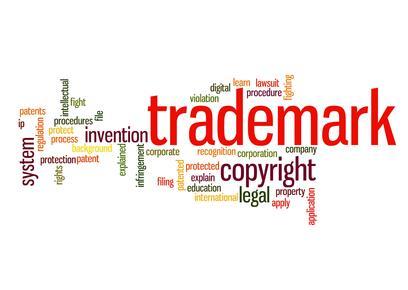 patents
ip
regulation
system
intellectual
fight
procedures
file
protect
process
background
protection
patent
rights
invention
explained
infringement
trademark
digital
learn
lawsuit
violation
procedure
fighting
corporate
recognition
corporation
company
patented
protected
copyright
explain
filing
education
international
legal
property
apply
application